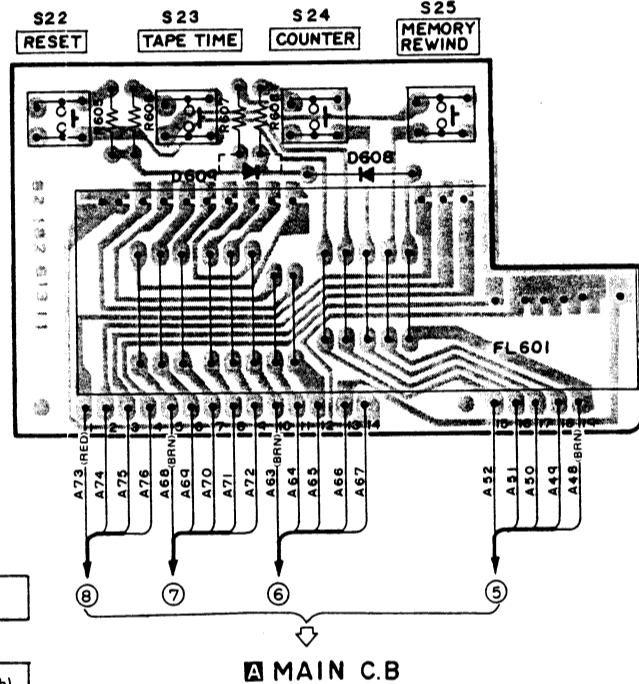 S22 S23 S24 S25
RESET TAPE TIME COUNTER MEMORY REWIND
R607 R608
D608
FL601
1 2 3 4 5 6 7 8 9 10 11 12 13 14 15 16 17 18 19
A73 (RED) A74 A75 A76 A68 (BRN) A69 A70 A71 A72 A63 (BRN) A64 A65 A66 A67 A52 A51 A50 A49 A48 (BRN)
8 7 6 5
A MAIN C.B